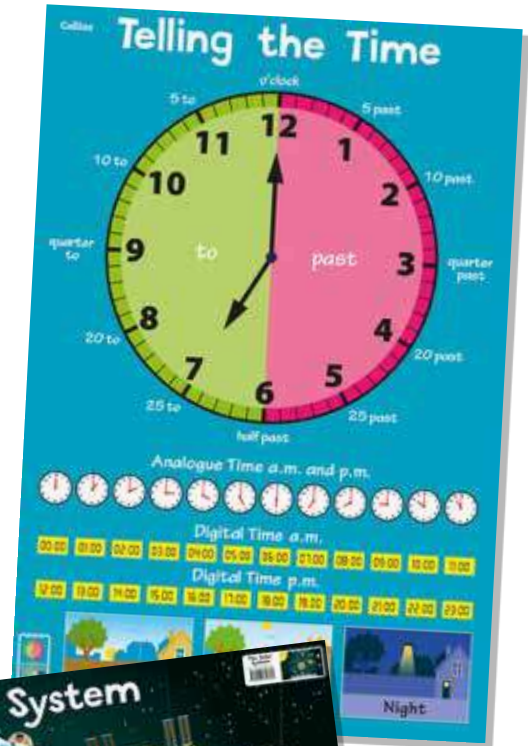 Collins
Telling the Time
o'clock
5 to
5 past
12
11
1
10 to
10
2
10 past
quarter to
9
to
past
3
quarter past
8
4
20 to
20 past
7
5
6
25 to
25 past
half past
Analogue Time a.m. and p.m.
Digital Time a.m.
00:00 01:00 02:00 03:00 04:00 05:00 06:00 07:00 08:00 09:00 10:00 11:00
Digital Time p.m.
12:00 13:00 14:00 15:00 16:00 17:00 18:00 19:00 20:00 21:00 22:00 23:00
Night
System